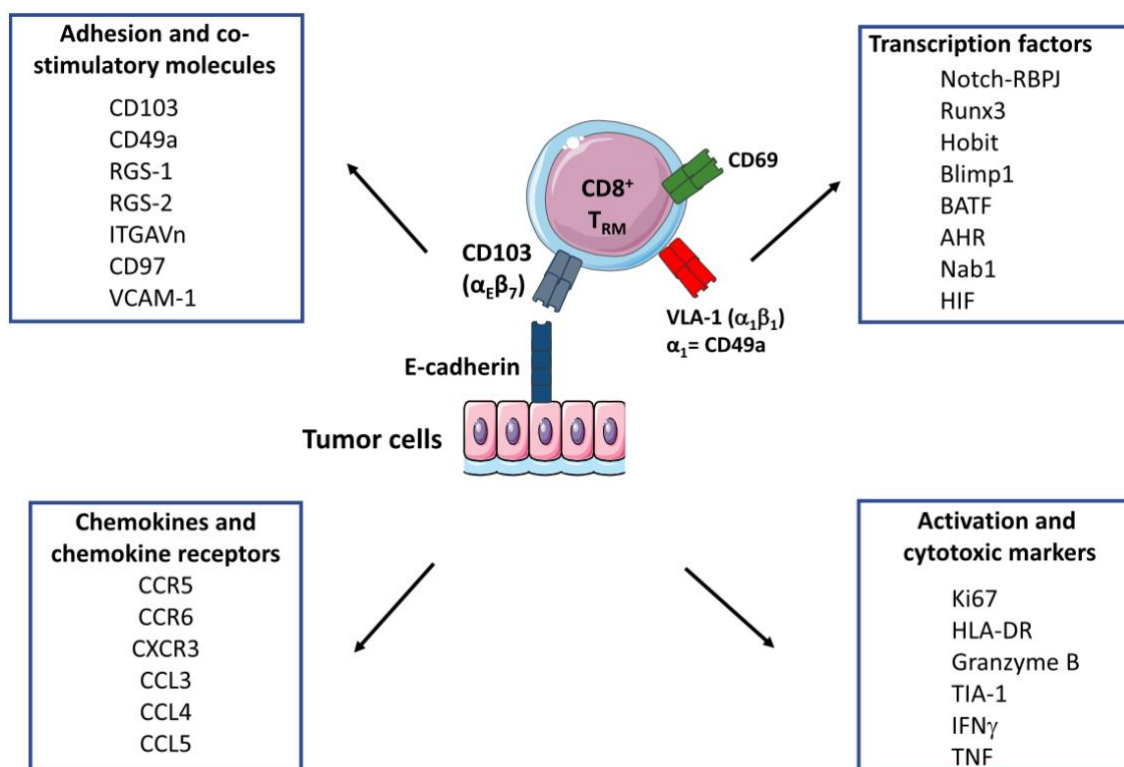 Adhesion and co-
stimulatory molecules
CD103
CD49a
RGS-1
RGS-2
ITGAVn
CD97
VCAM-1
Transcription factors
Notch-RBPJ
Runx3
Hobit
Blimp1
BATF
AHR
Nab1
HIF
CD69
CD8⁺
T_RM
CD103
(α_Eβ₇)
VLA-1 (α₁β₁)
α₁= CD49a
E-cadherin
Tumor cells
Chemokines and
chemokine receptors
CCR5
CCR6
CXCR3
CCL3
CCL4
CCL5
Activation and
cytotoxic markers
Ki67
HLA-DR
Granzyme B
TIA-1
IFNγ
TNF